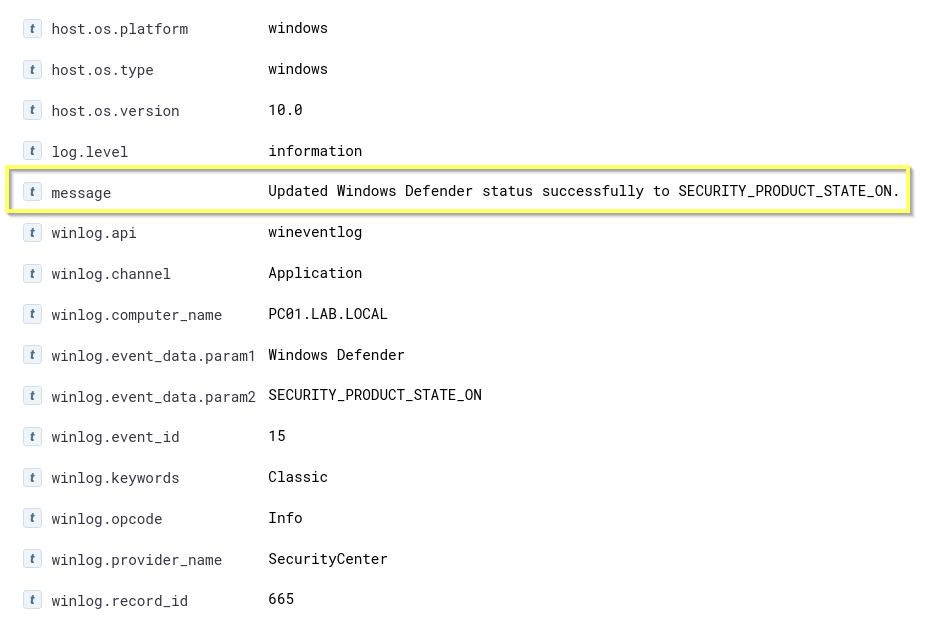 t host.os.platform windows
t host.os.type windows
t host.os.version 10.0
t log.level information
t message Updated Windows Defender status successfully to SECURITY_PRODUCT_STATE_ON.
t winlog.api wineventlog
t winlog.channel Application
t winlog.computer_name PC01.LAB.LOCAL
t winlog.event_data.param1 Windows Defender
t winlog.event_data.param2 SECURITY_PRODUCT_STATE_ON
t winlog.event_id 15
t winlog.keywords Classic
t winlog.opcode Info
t winlog.provider_name SecurityCenter
t winlog.record_id 665